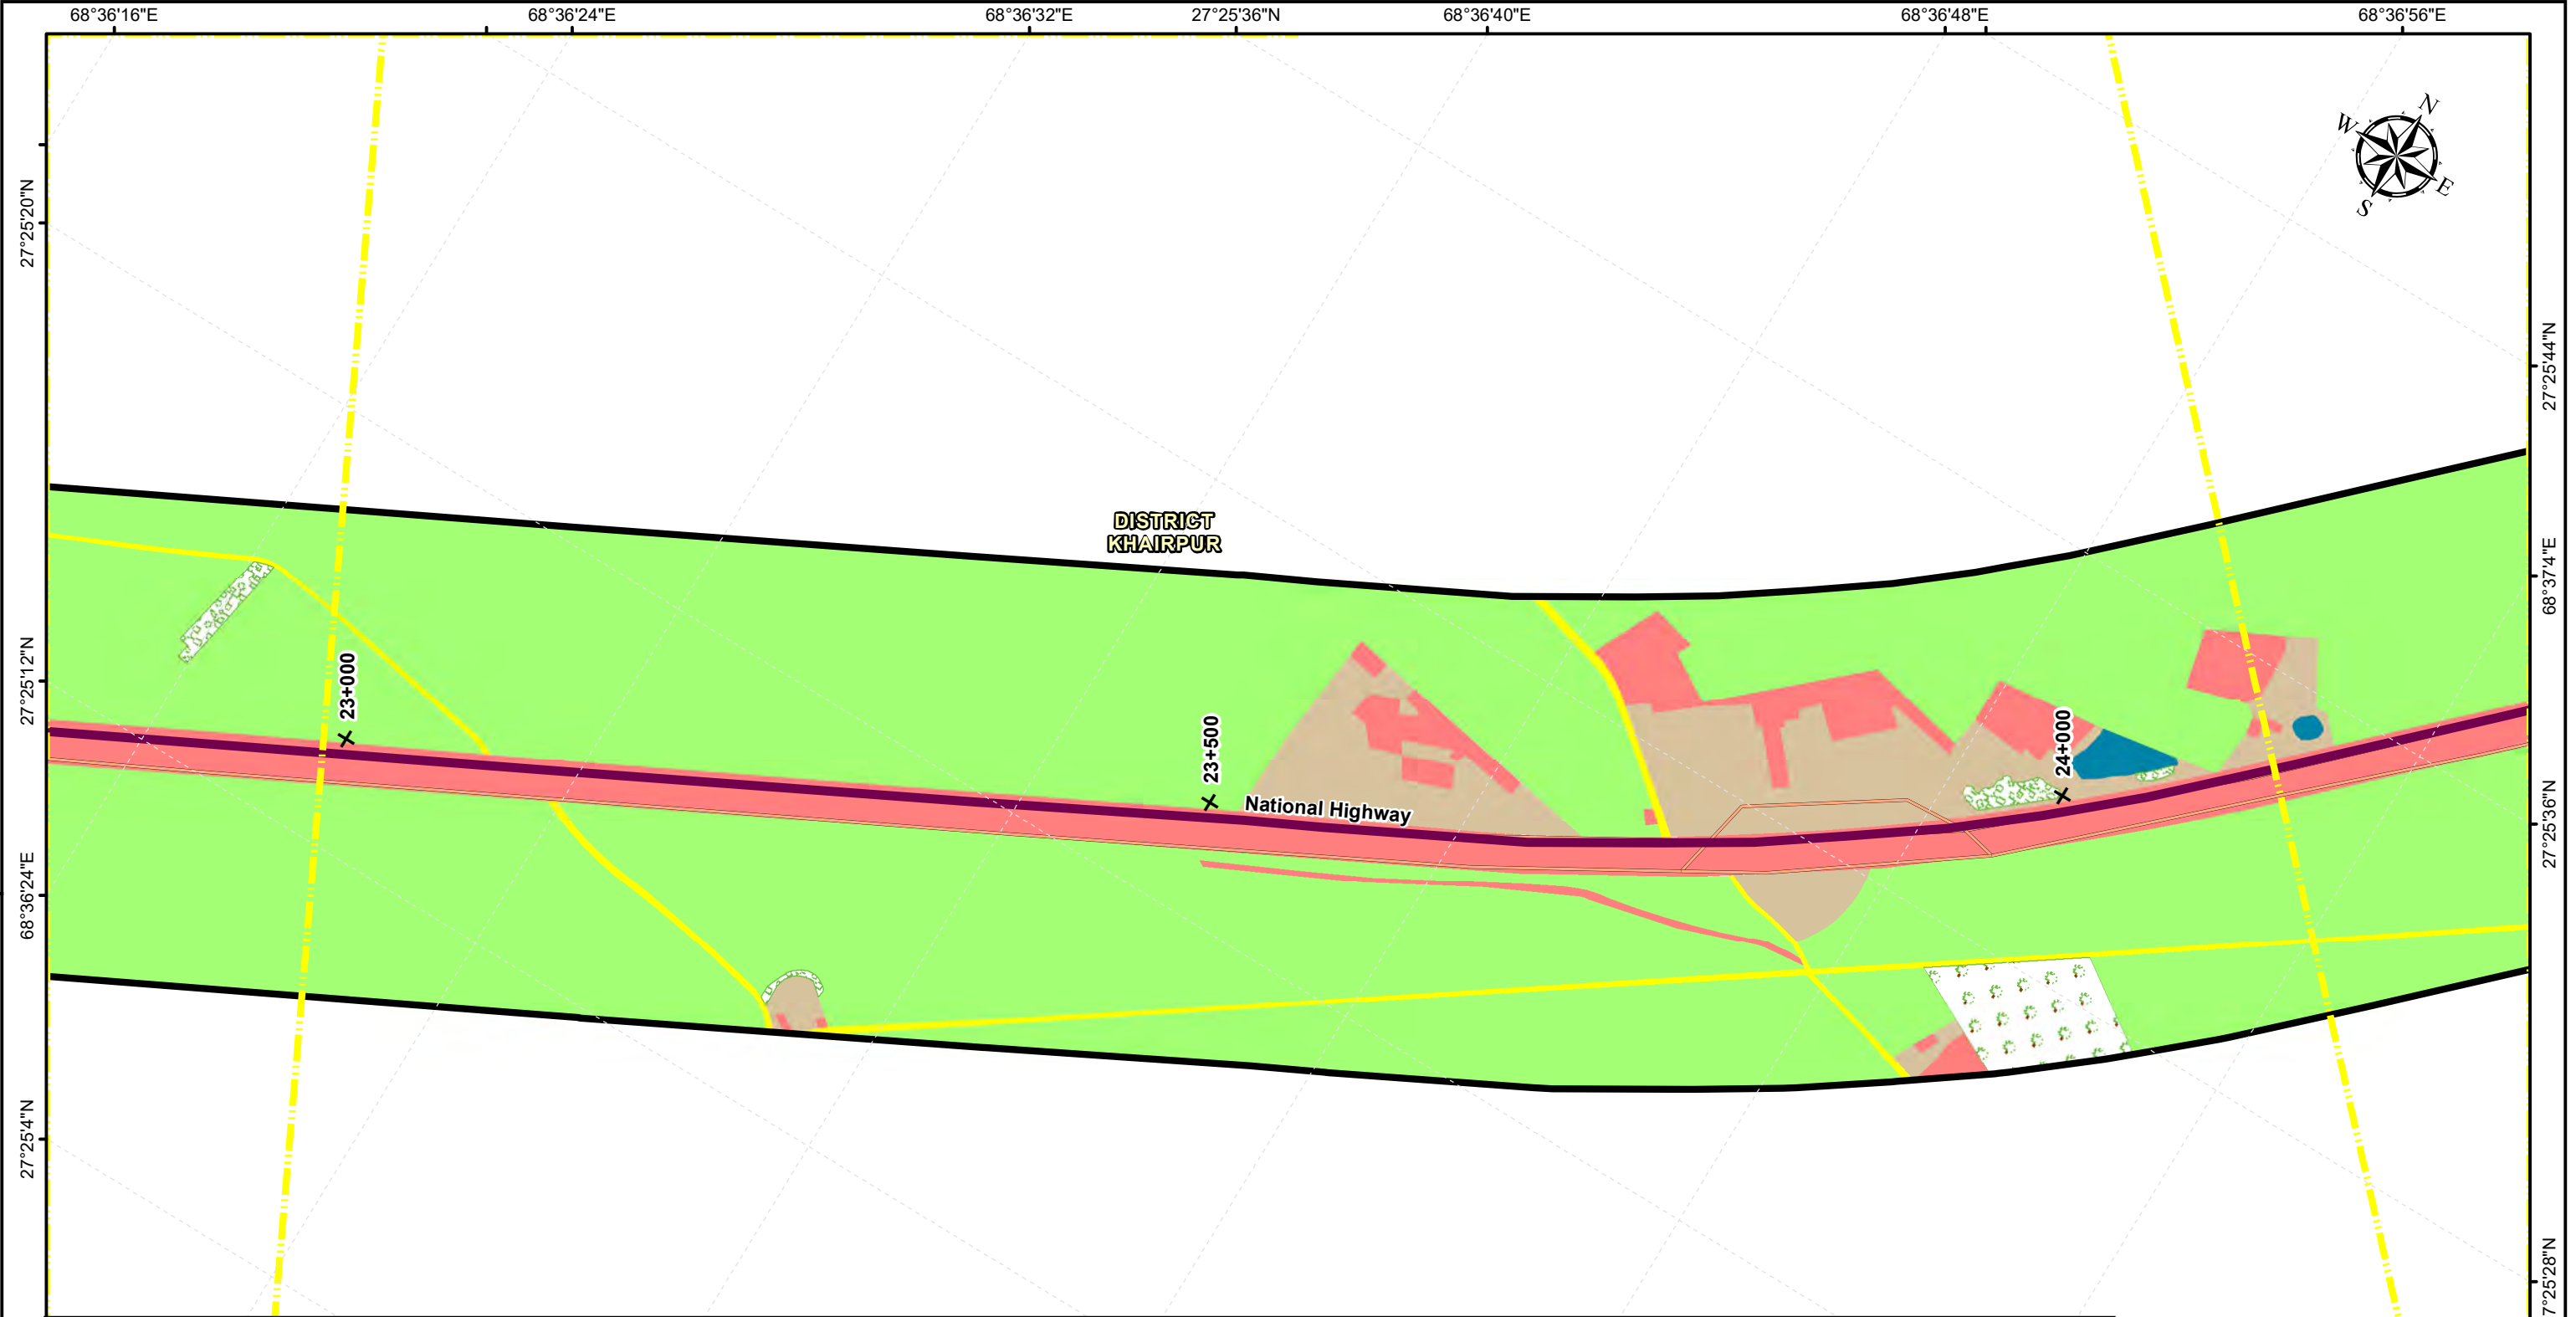 68°36'16"E
68°36'24"E
68°36'32"E
27°25'36"N
68°36'40"E
68°36'48"E
68°36'56"E
N
W
E
S
27°25'20"N
27°25'44"N
DISTRICT
KHAIRPUR
68°37'4"E
27°25'12"N
23+000
23+500
24+000
National Highway
27°25'36"N
68°36'24"E
27°25'4"N
7°25'28"N